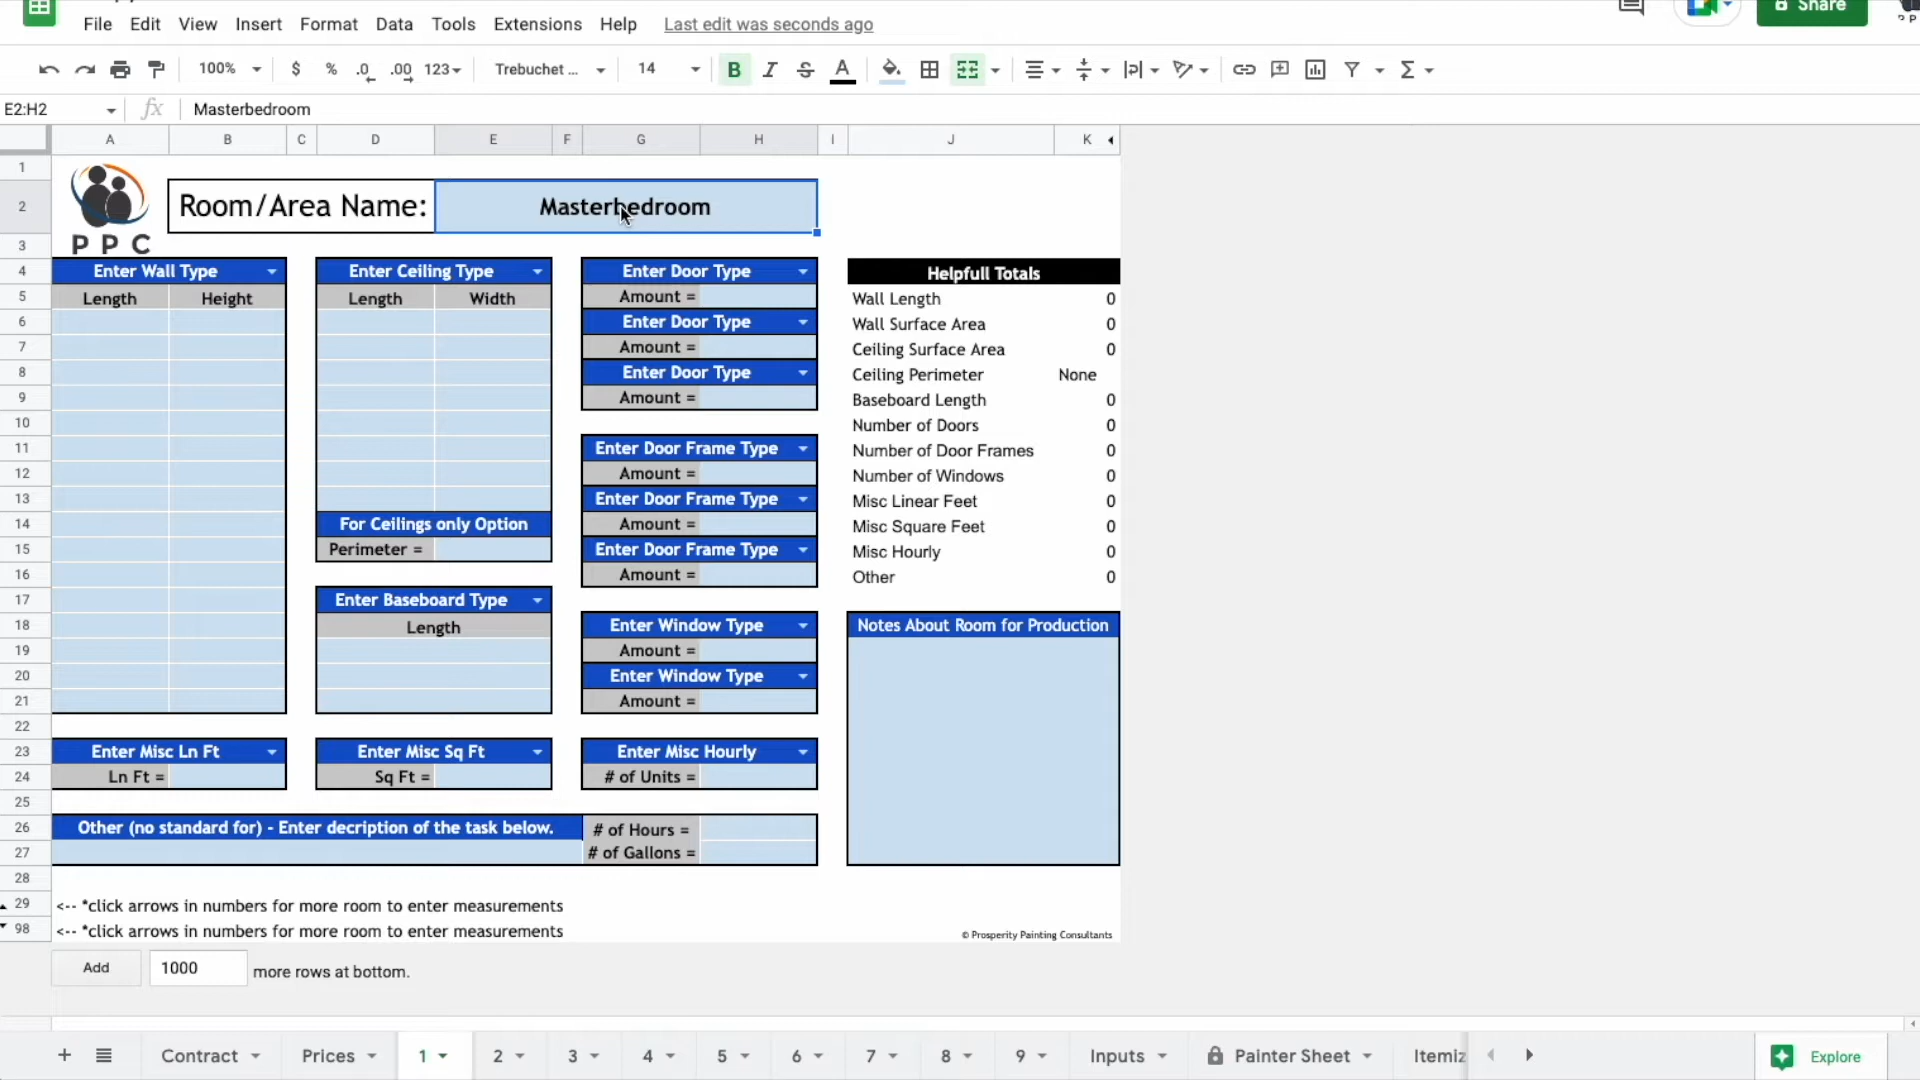 Share
File Edit View Insert Format Data Tools Extensions Help Last edit was seconds ago
100% $ % .0 .00 123 Trebuchet ... 14 B I S A Σ
E2:H2 fx Masterbedroom
A B C D E F G H I J K
1
2 Room/Area Name: Masterbedroom
3 PPC
4 Enter Wall Type Enter Ceiling Type Enter Door Type Helpfull Totals
5 Length Height Length Width Amount = Wall Length 0
6 Enter Door Type Wall Surface Area 0
7 Amount = Ceiling Surface Area 0
8 Enter Door Type Ceiling Perimeter None
9 Amount = Baseboard Length 0
10 Number of Doors 0
11 Enter Door Frame Type Number of Door Frames 0
12 Amount = Number of Windows 0
13 Enter Door Frame Type Misc Linear Feet 0
14 For Ceilings only Option Amount = Misc Square Feet 0
15 Perimeter = Enter Door Frame Type Misc Hourly 0
16 Amount = Other 0
17 Enter Baseboard Type
18 Length Enter Window Type Notes About Room for Production
19 Amount =
20 Enter Window Type
21 Amount =
22
23 Enter Misc Ln Ft Enter Misc Sq Ft Enter Misc Hourly
24 Ln Ft = Sq Ft = # of Units =
25
26 Other (no standard for) - Enter decription of the task below. # of Hours =
27 # of Gallons =
28
29 <-- *click arrows in numbers for more room to enter measurements
98 <-- *click arrows in numbers for more room to enter measurements © Prosperity Painting Consultants
Add 1000 more rows at bottom.
+ Contract Prices 1 2 3 4 5 6 7 8 9 Inputs Painter Sheet Itemiz Explore